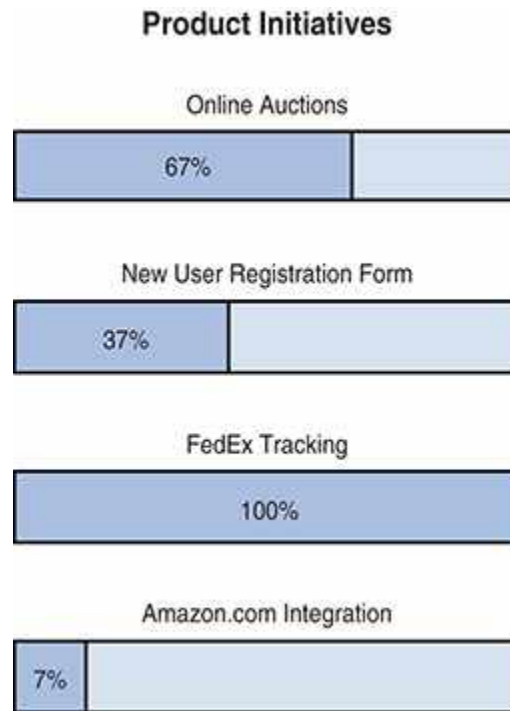 Product Initiatives
Online Auctions
67%
New User Registration Form
37%
FedEx Tracking
100%
Amazon.com Integration
7%